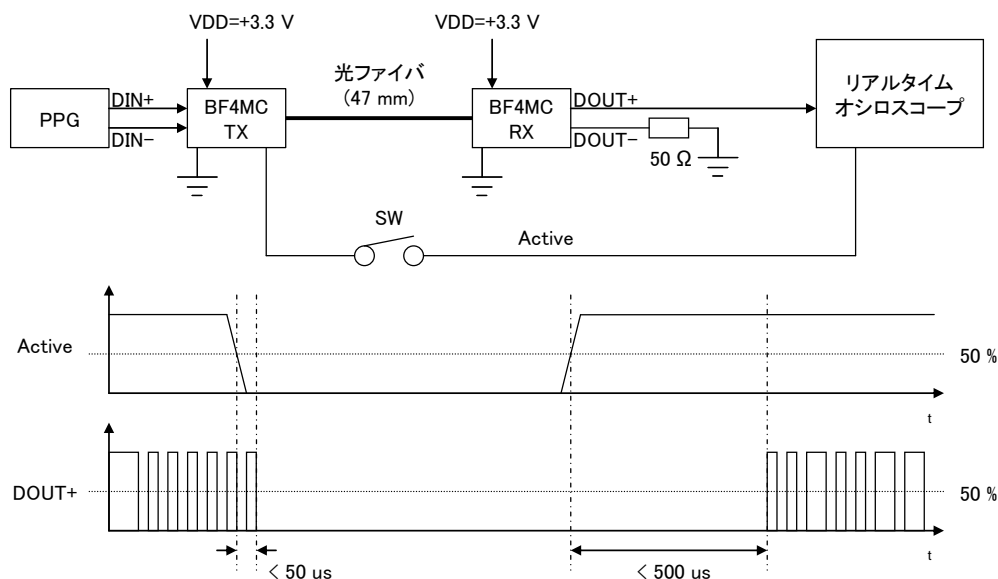 VDD=+3.3 V
VDD=+3.3 V
光ファイバ
(47 mm)
リアルタイム
オシロスコープ
PPG
DIN+
DIN-
BF4MC
TX
BF4MC
RX
DOUT+
DOUT-
50 Ω
SW
Active
Active
50 %
t
DOUT+
50 %
t
< 50 us
< 500 us